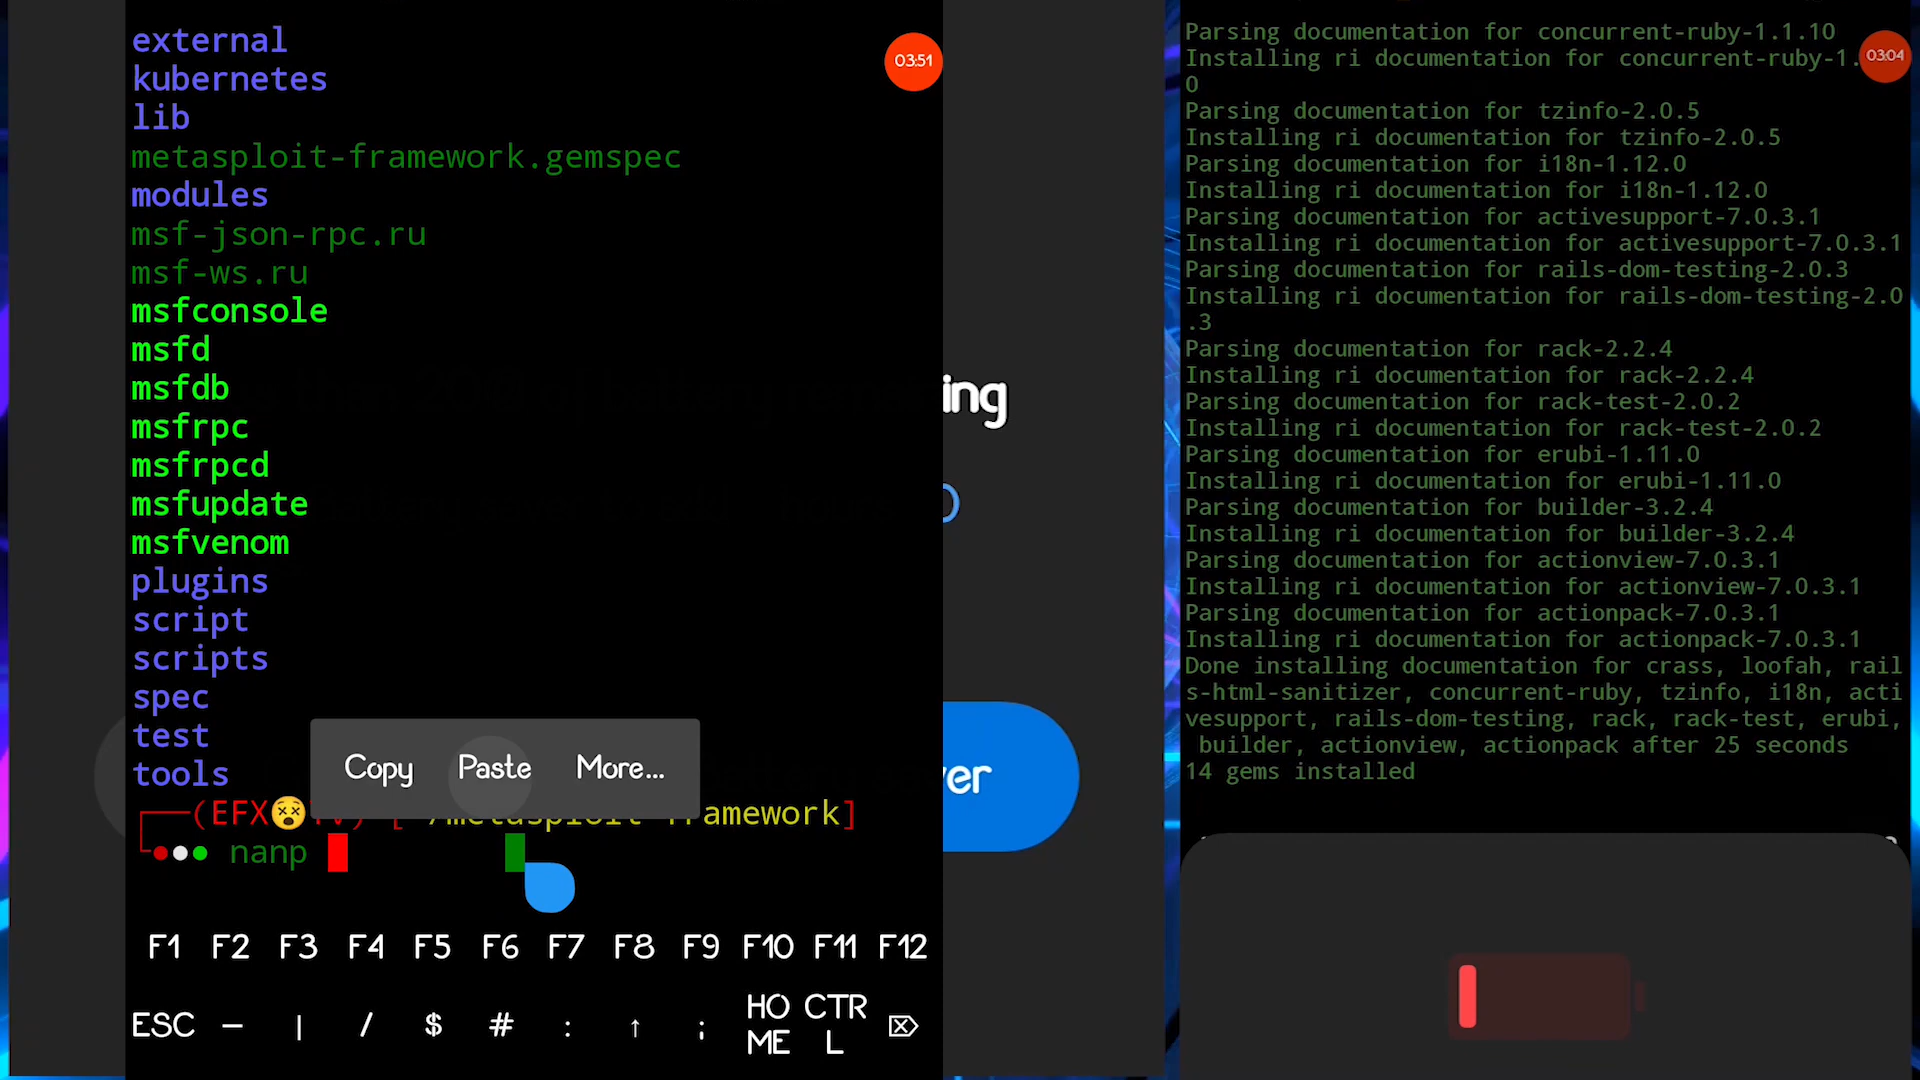 external
kubernetes
lib
metasploit-framework.gemspec
modules
msf-json-rpc.ru
msf-ws.ru
msfconsole
msfd
msfdb
msfrpc
msfrpcd
msfupdate
msfvenom
plugins
script
scripts
spec
test
tools
Copy Paste More...
(EFX😵 [ /metasploit framework]
nanp
F1 F2 F3 F4 F5 F6 F7 F8 F9 F10 F11 F12
ESC — | / $ # : ↑ ; HO CTR
ME L
03:51
ing
er
Parsing documentation for concurrent-ruby-1.1.10
Installing ri documentation for concurrent-ruby-1.
0
03:04
Parsing documentation for tzinfo-2.0.5
Installing ri documentation for tzinfo-2.0.5
Parsing documentation for i18n-1.12.0
Installing ri documentation for i18n-1.12.0
Parsing documentation for activesupport-7.0.3.1
Installing ri documentation for activesupport-7.0.3.1
Parsing documentation for rails-dom-testing-2.0.3
Installing ri documentation for rails-dom-testing-2.0
.3
Parsing documentation for rack-2.2.4
Installing ri documentation for rack-2.2.4
Parsing documentation for rack-test-2.0.2
Installing ri documentation for rack-test-2.0.2
Parsing documentation for erubi-1.11.0
Installing ri documentation for erubi-1.11.0
Parsing documentation for builder-3.2.4
Installing ri documentation for builder-3.2.4
Parsing documentation for actionview-7.0.3.1
Installing ri documentation for actionview-7.0.3.1
Parsing documentation for actionpack-7.0.3.1
Installing ri documentation for actionpack-7.0.3.1
Done installing documentation for crass, loofah, rail
s-html-sanitizer, concurrent-ruby, tzinfo, i18n, acti
vesupport, rails-dom-testing, rack, rack-test, erubi,
builder, actionview, actionpack after 25 seconds
14 gems installed